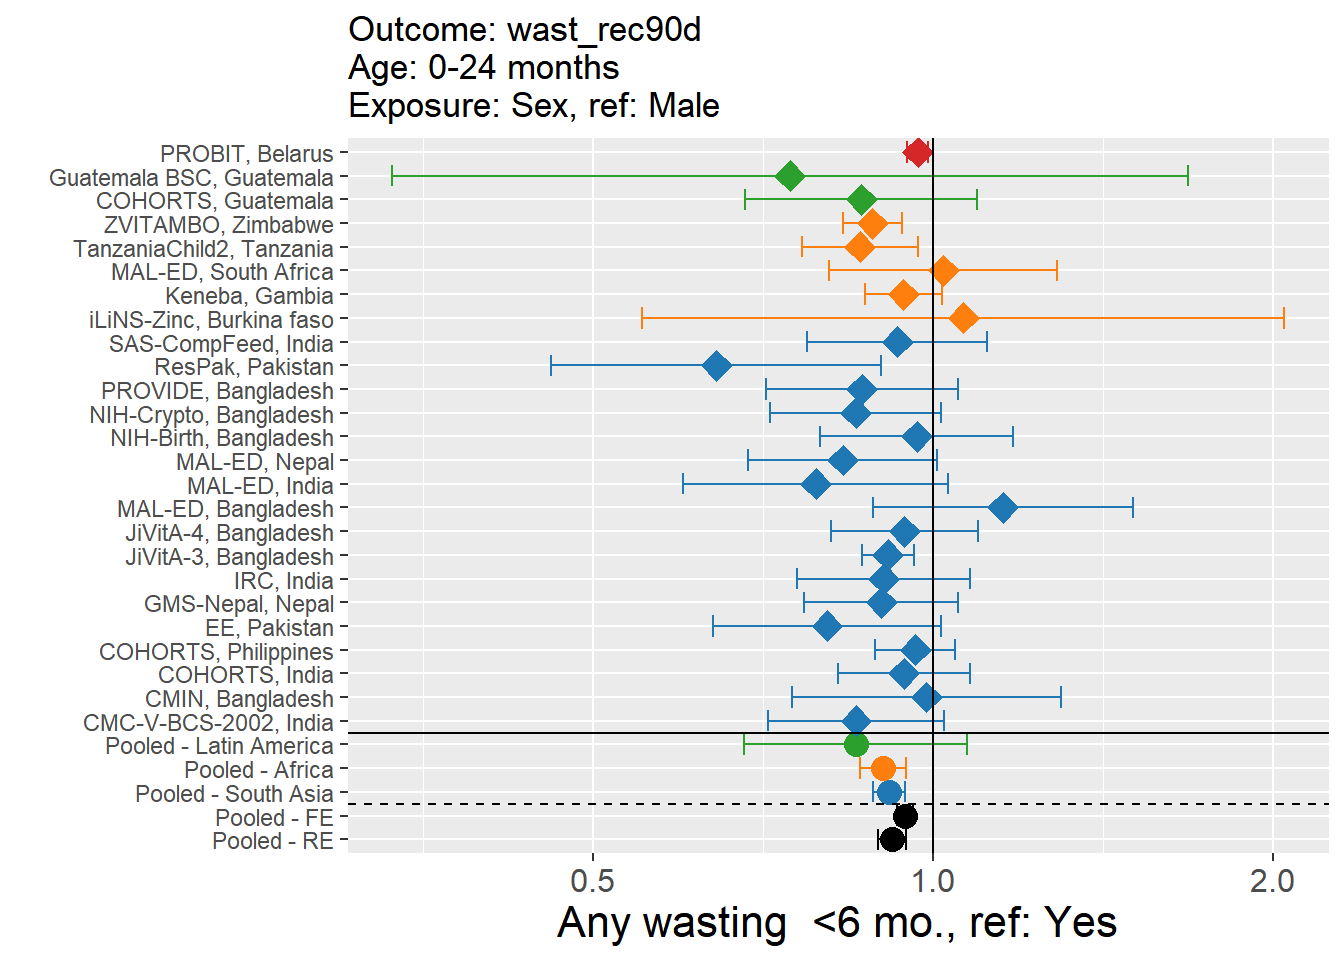 Outcome: wast_rec90d
Age: 0-24 months
Exposure: Sex, ref: Male
PROBIT, Belarus
Guatemala BSC, Guatemala
COHORTS, Guatemala
ZVITAMBO, Zimbabwe
TanzaniaChild2, Tanzania
MAL-ED, South Africa
Keneba, Gambia
iLiNS-Zinc, Burkina faso
SAS-CompFeed, India
ResPak, Pakistan
PROVIDE, Bangladesh
NIH-Crypto, Bangladesh
NIH-Birth, Bangladesh
MAL-ED, Nepal
MAL-ED, India
MAL-ED, Bangladesh
JiVitA-4, Bangladesh
JiVitA-3, Bangladesh
IRC, India
GMS-Nepal, Nepal
EE, Pakistan
COHORTS, Philippines
COHORTS, India
CMIN, Bangladesh
CMC-V-BCS-2002, India
Pooled - Latin America
Pooled - Africa
Pooled - South Asia
Pooled - FE
Pooled - RE
0.5 1.0 2.0
Any wasting  <6 mo., ref: Yes